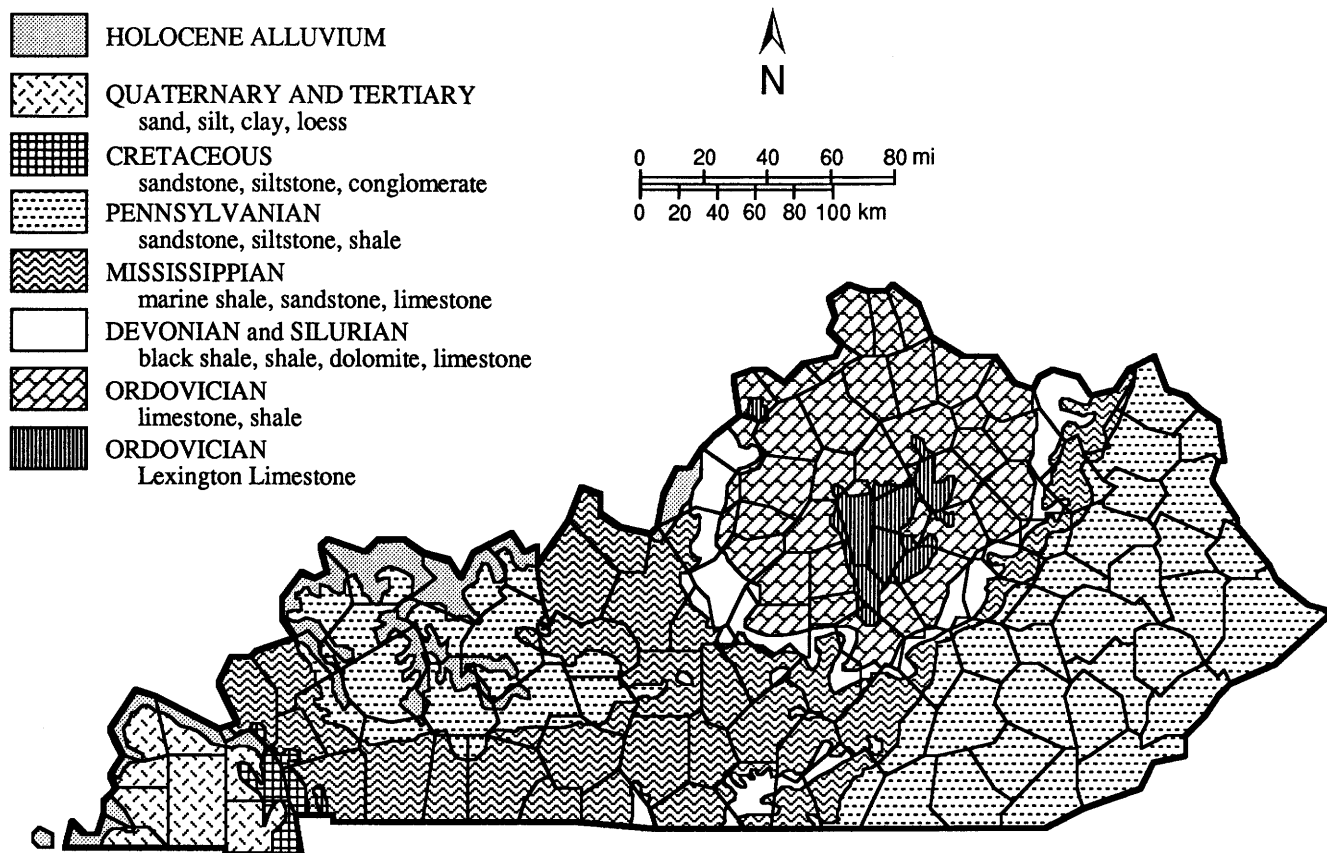 HOLOCENE ALLUVIUM
QUATERNARY AND TERTIARY
sand, silt, clay, loess
CRETACEOUS
sandstone, siltstone, conglomerate
PENNSYLVANIAN
sandstone, siltstone, shale
MISSISSIPPIAN
marine shale, sandstone, limestone
DEVONIAN and SILURIAN
black shale, shale, dolomite, limestone
ORDOVICIAN
limestone, shale
ORDOVICIAN
Lexington Limestone
N
0 20 40 60 80 mi
0 20 40 60 80 100 km